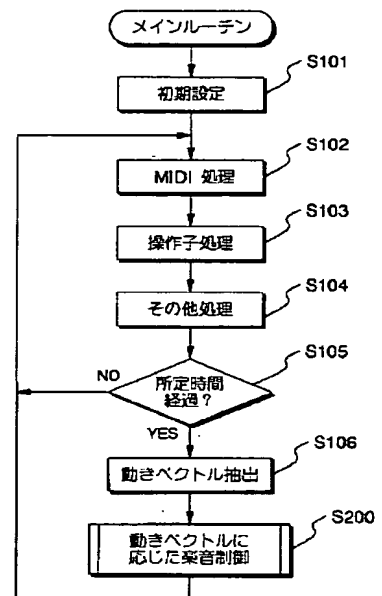 メインルーチン
S101
初期設定
S102
MIDI 処理
S103
操作子処理
S104
その他処理
S105
NO
所定時間
経過？
YES
S106
動きベクトル抽出
S200
動きベクトルに
応じた楽音制御